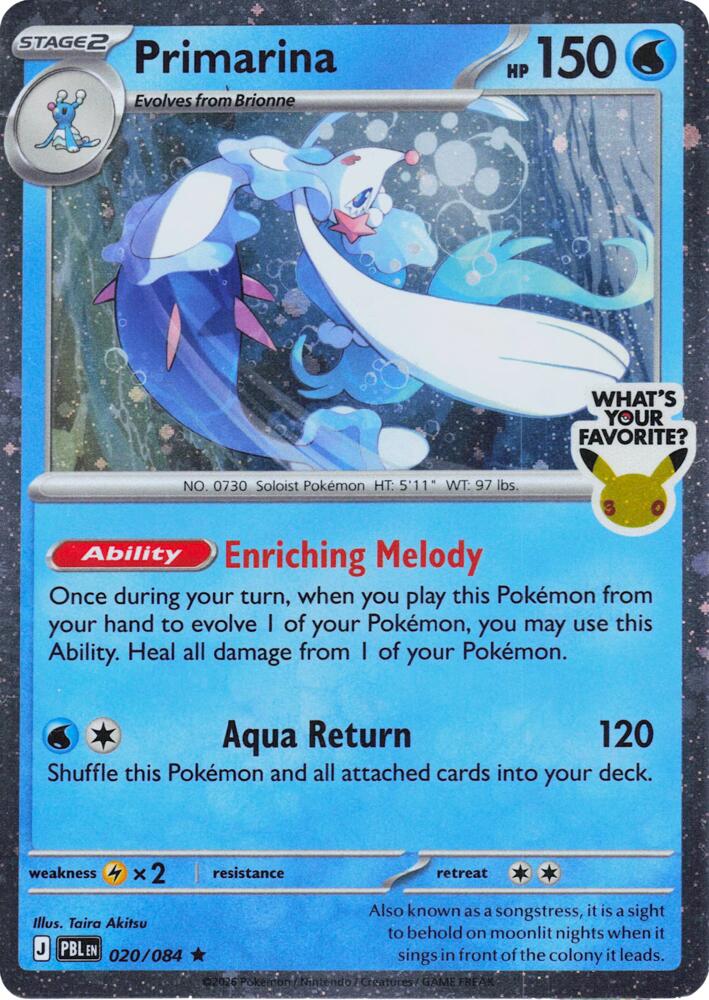 STAGE2
Primarina
HP 150
Evolves from Brionne
WHAT'S
YOUR
FAVORITE?
30
NO. 0730 Soloist Pokémon HT: 5'11" WT: 97 lbs.
Ability Enriching Melody
Once during your turn, when you play this Pokémon from
your hand to evolve 1 of your Pokémon, you may use this
Ability. Heal all damage from 1 of your Pokémon.
Aqua Return 120
Shuffle this Pokémon and all attached cards into your deck.
weakness ×2 resistance retreat
Illus. Taira Akitsu
J PBL EN 020/084 ★
Also known as a songstress, it is a sight
to behold on moonlit nights when it
sings in front of the colony it leads.
©2026 Pokémon / Nintendo / Creatures / GAME FREAK